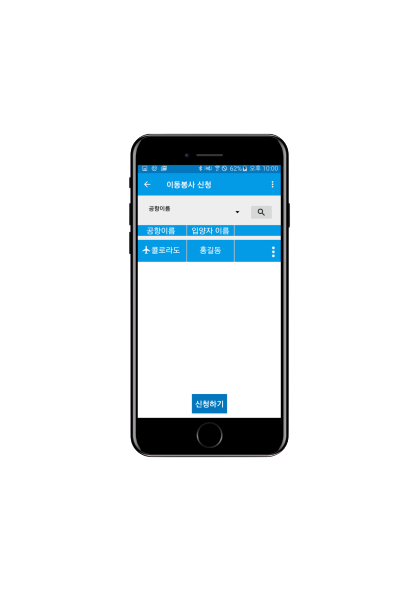 62% 오후 10:00
이동봉사 신청
공항이름
공항이름 입양자 이름
콜로라도 홍길동
신청하기